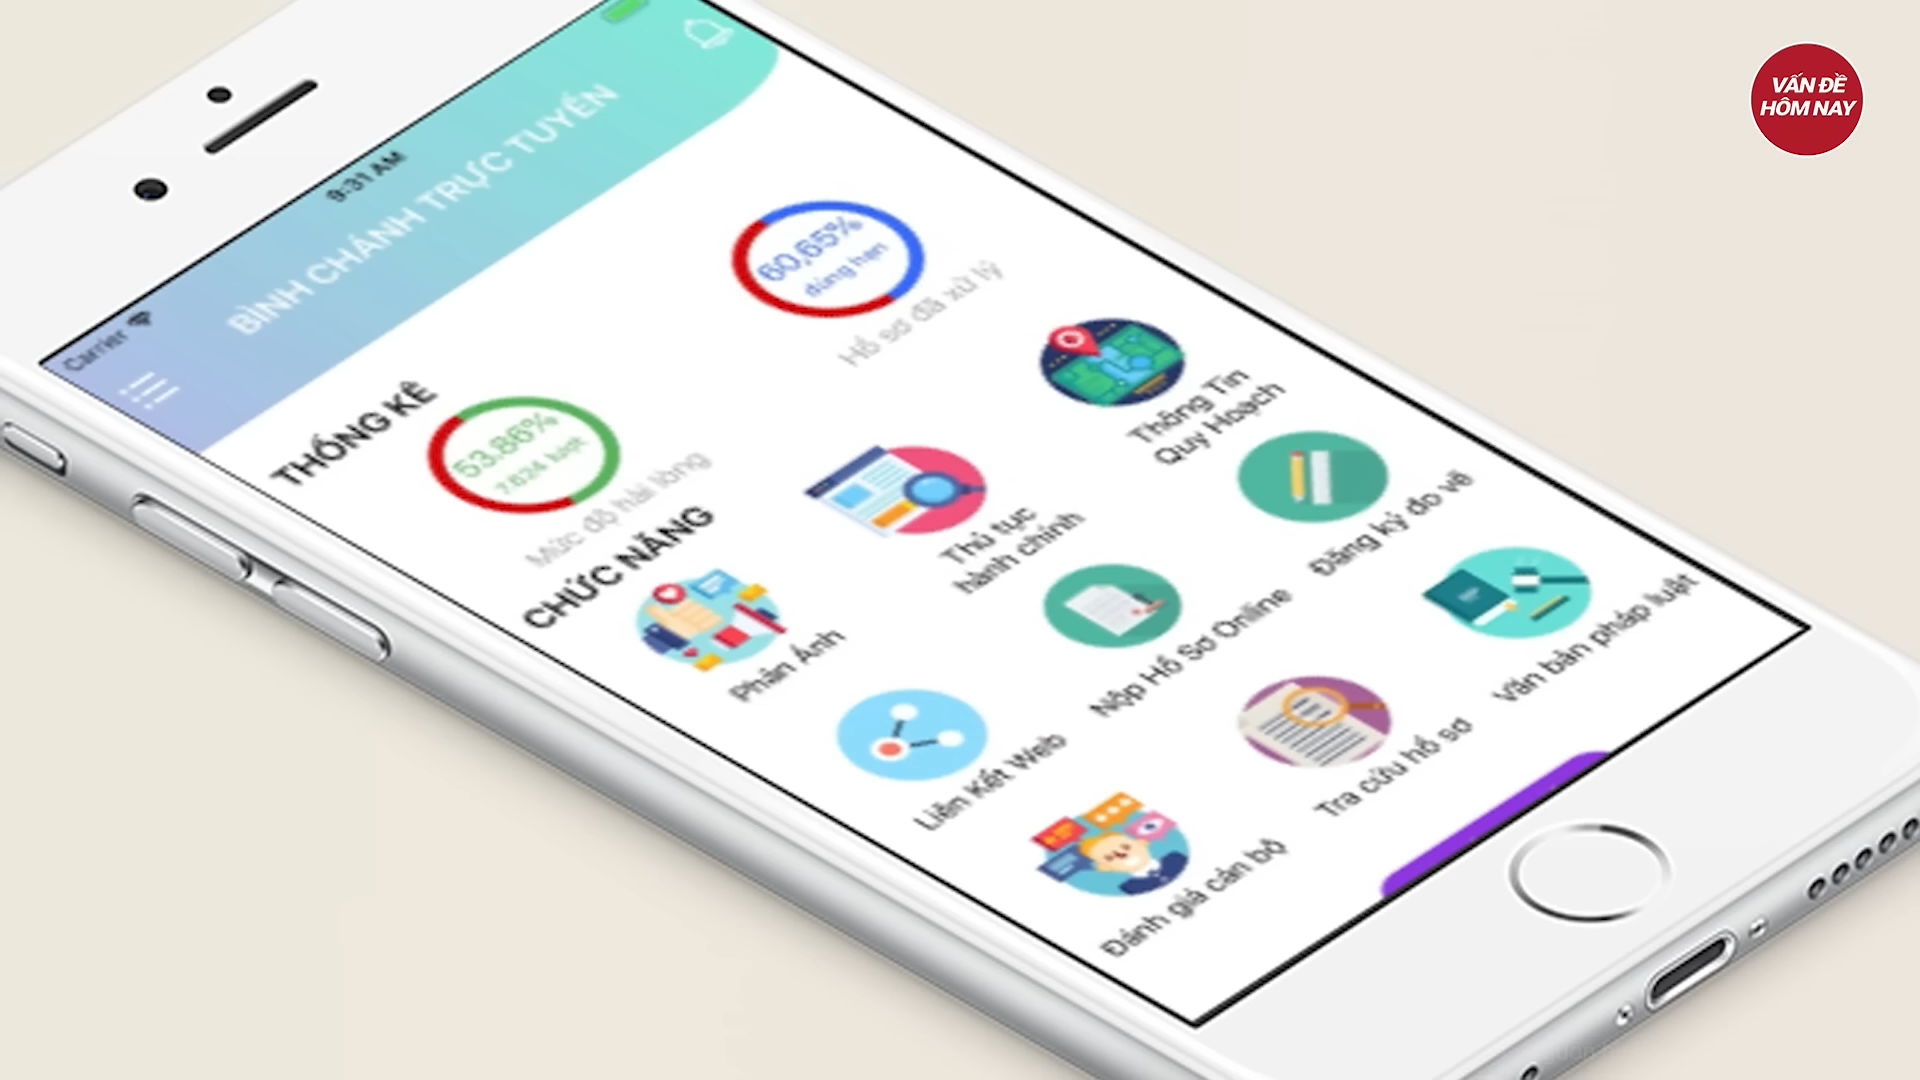 VẤN ĐỀ
HÔM NAY
Carrier
9:31 AM
BÌNH CHÁNH TRỰC TUYẾN
THỐNG KÊ
53.86%
7.624 lượt
Mức độ hài lòng
60,65%
đúng hạn
Hồ sơ đã xử lý
CHỨC NĂNG
Phản Ánh
Thủ tục
hành chính
Thông Tin
Quy Hoạch
Liên Kết Web
Nộp Hồ Sơ Online
Đăng ký đo vẽ
Đánh giá cán bộ
Tra cứu hồ sơ
Văn bản pháp luật